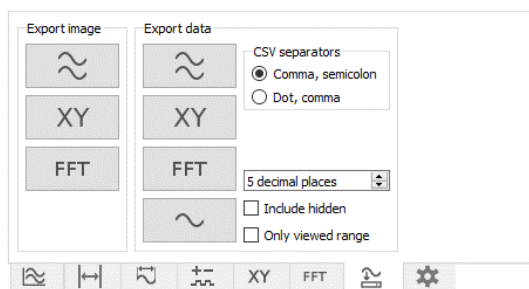 Export image
XY
FFT
Export data
XY
FFT
CSV separators
Comma, semicolon
Dot, comma
5 decimal places
Include hidden
Only viewed range
XY FFT